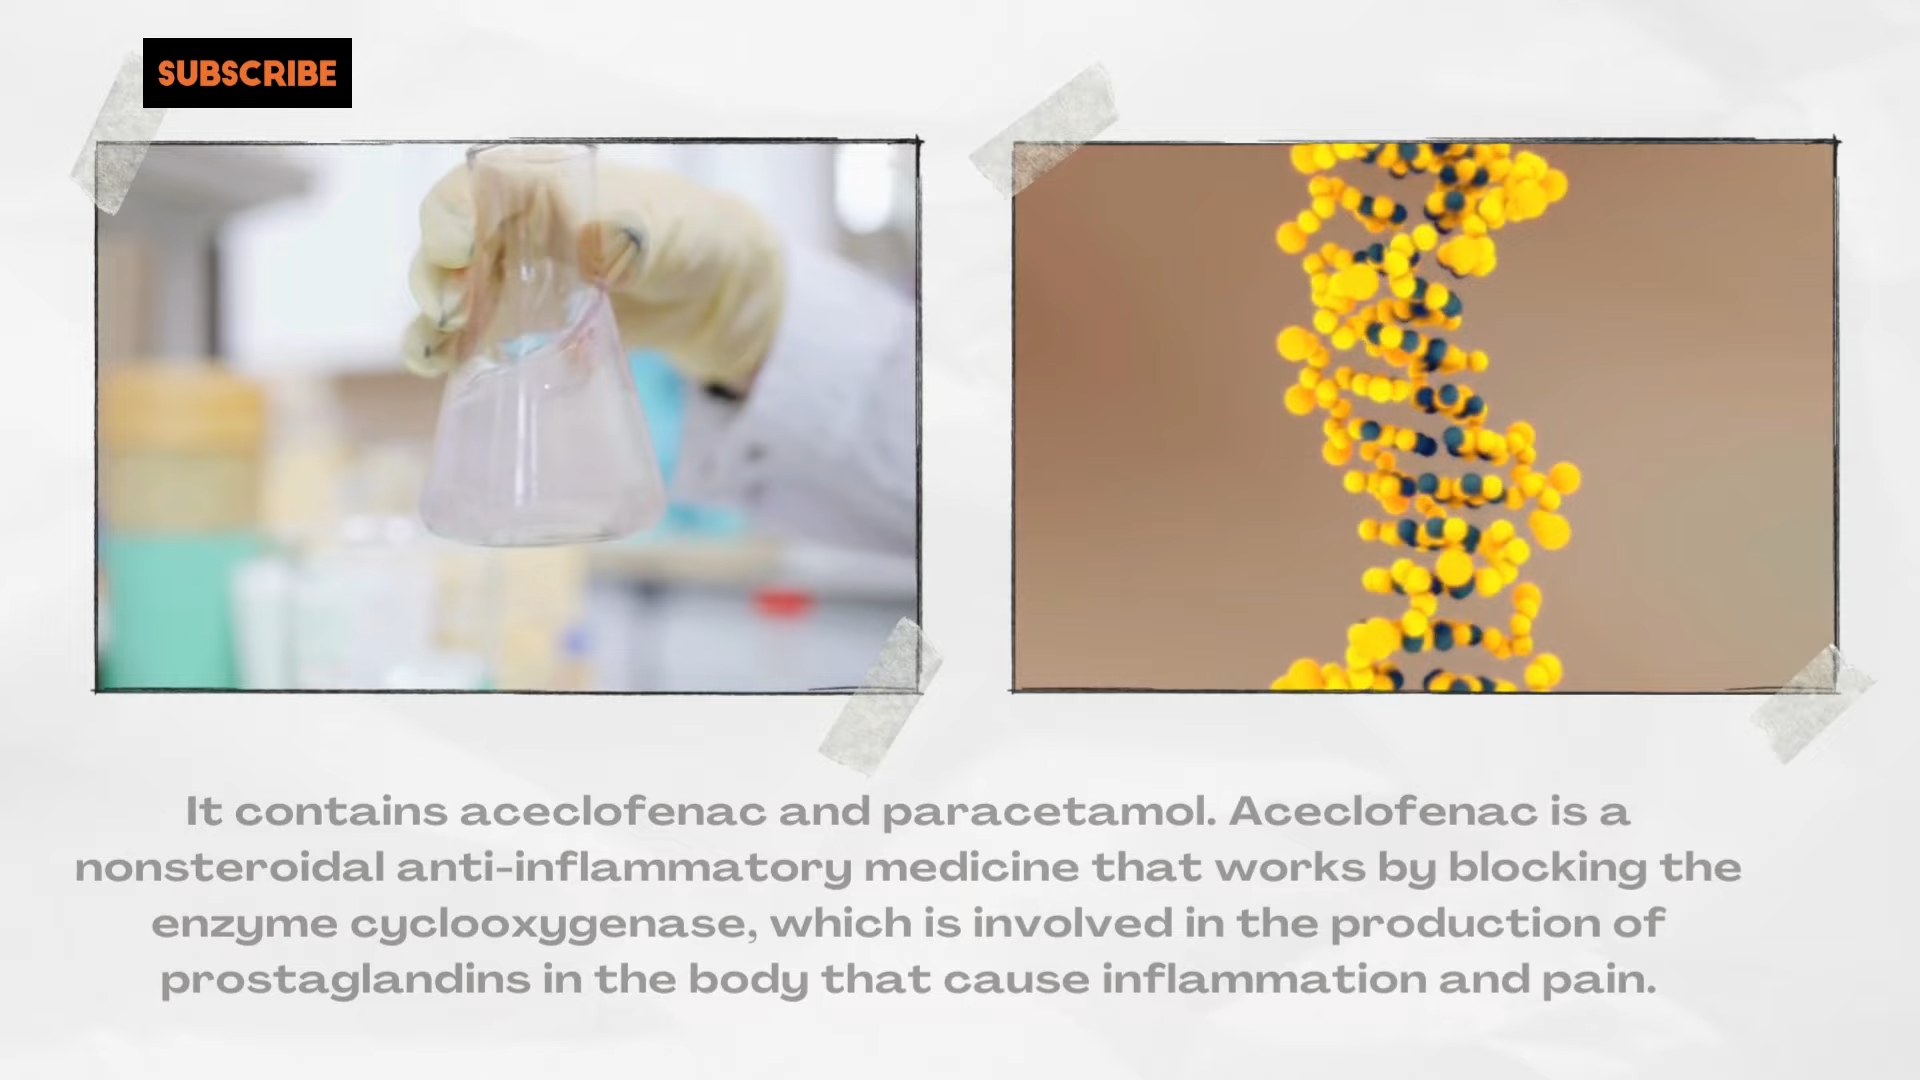 SUBSCRIBE
It contains aceclofenac and paracetamol. Aceclofenac is a
nonsteroidal anti-inflammatory medicine that works by blocking the
enzyme cyclooxygenase, which is involved in the production of
prostaglandins in the body that cause inflammation and pain.